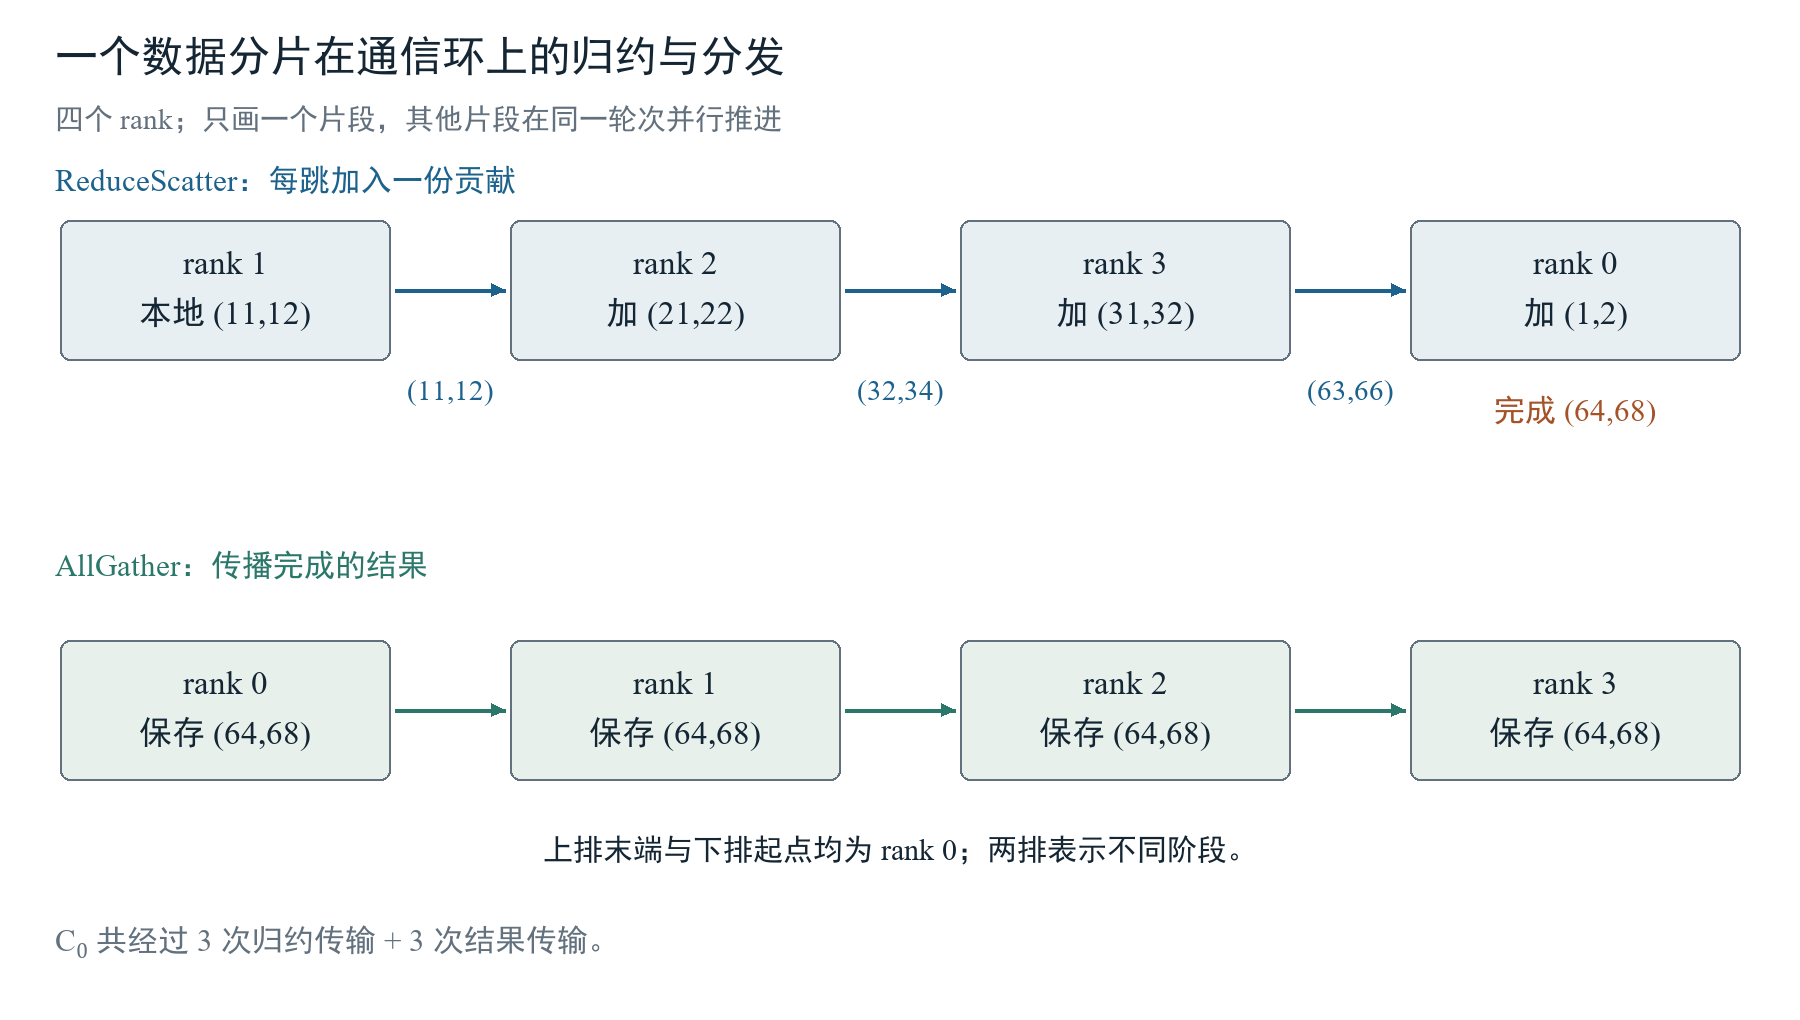 一个数据分片在通信环上的归约与分发
四个 rank；只画一个片段，其他片段在同一轮次并行推进
ReduceScatter：每跳加入一份贡献
rank 1
本地 (11,12)
rank 2
加 (21,22)
rank 3
加 (31,32)
rank 0
加 (1,2)
(11,12)
(32,34)
(63,66)
完成 (64,68)
AllGather：传播完成的结果
rank 0
保存 (64,68)
rank 1
保存 (64,68)
rank 2
保存 (64,68)
rank 3
保存 (64,68)
上排末端与下排起点均为 rank 0；两排表示不同阶段。
C₀ 共经过 3 次归约传输 + 3 次结果传输。